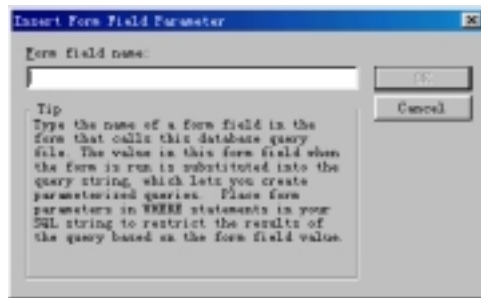 Insert Form Field Parameter
Form field name:
OK
Cancel
Tip
Type the name of a form field in the
form that calls this database query
file. The value in this form field when
the form is run is substituted into the
query string, which lets you create
parameterized queries. Place form
parameters in WHERE statements in your
SQL string to restrict the results of
the query based on the form field value.